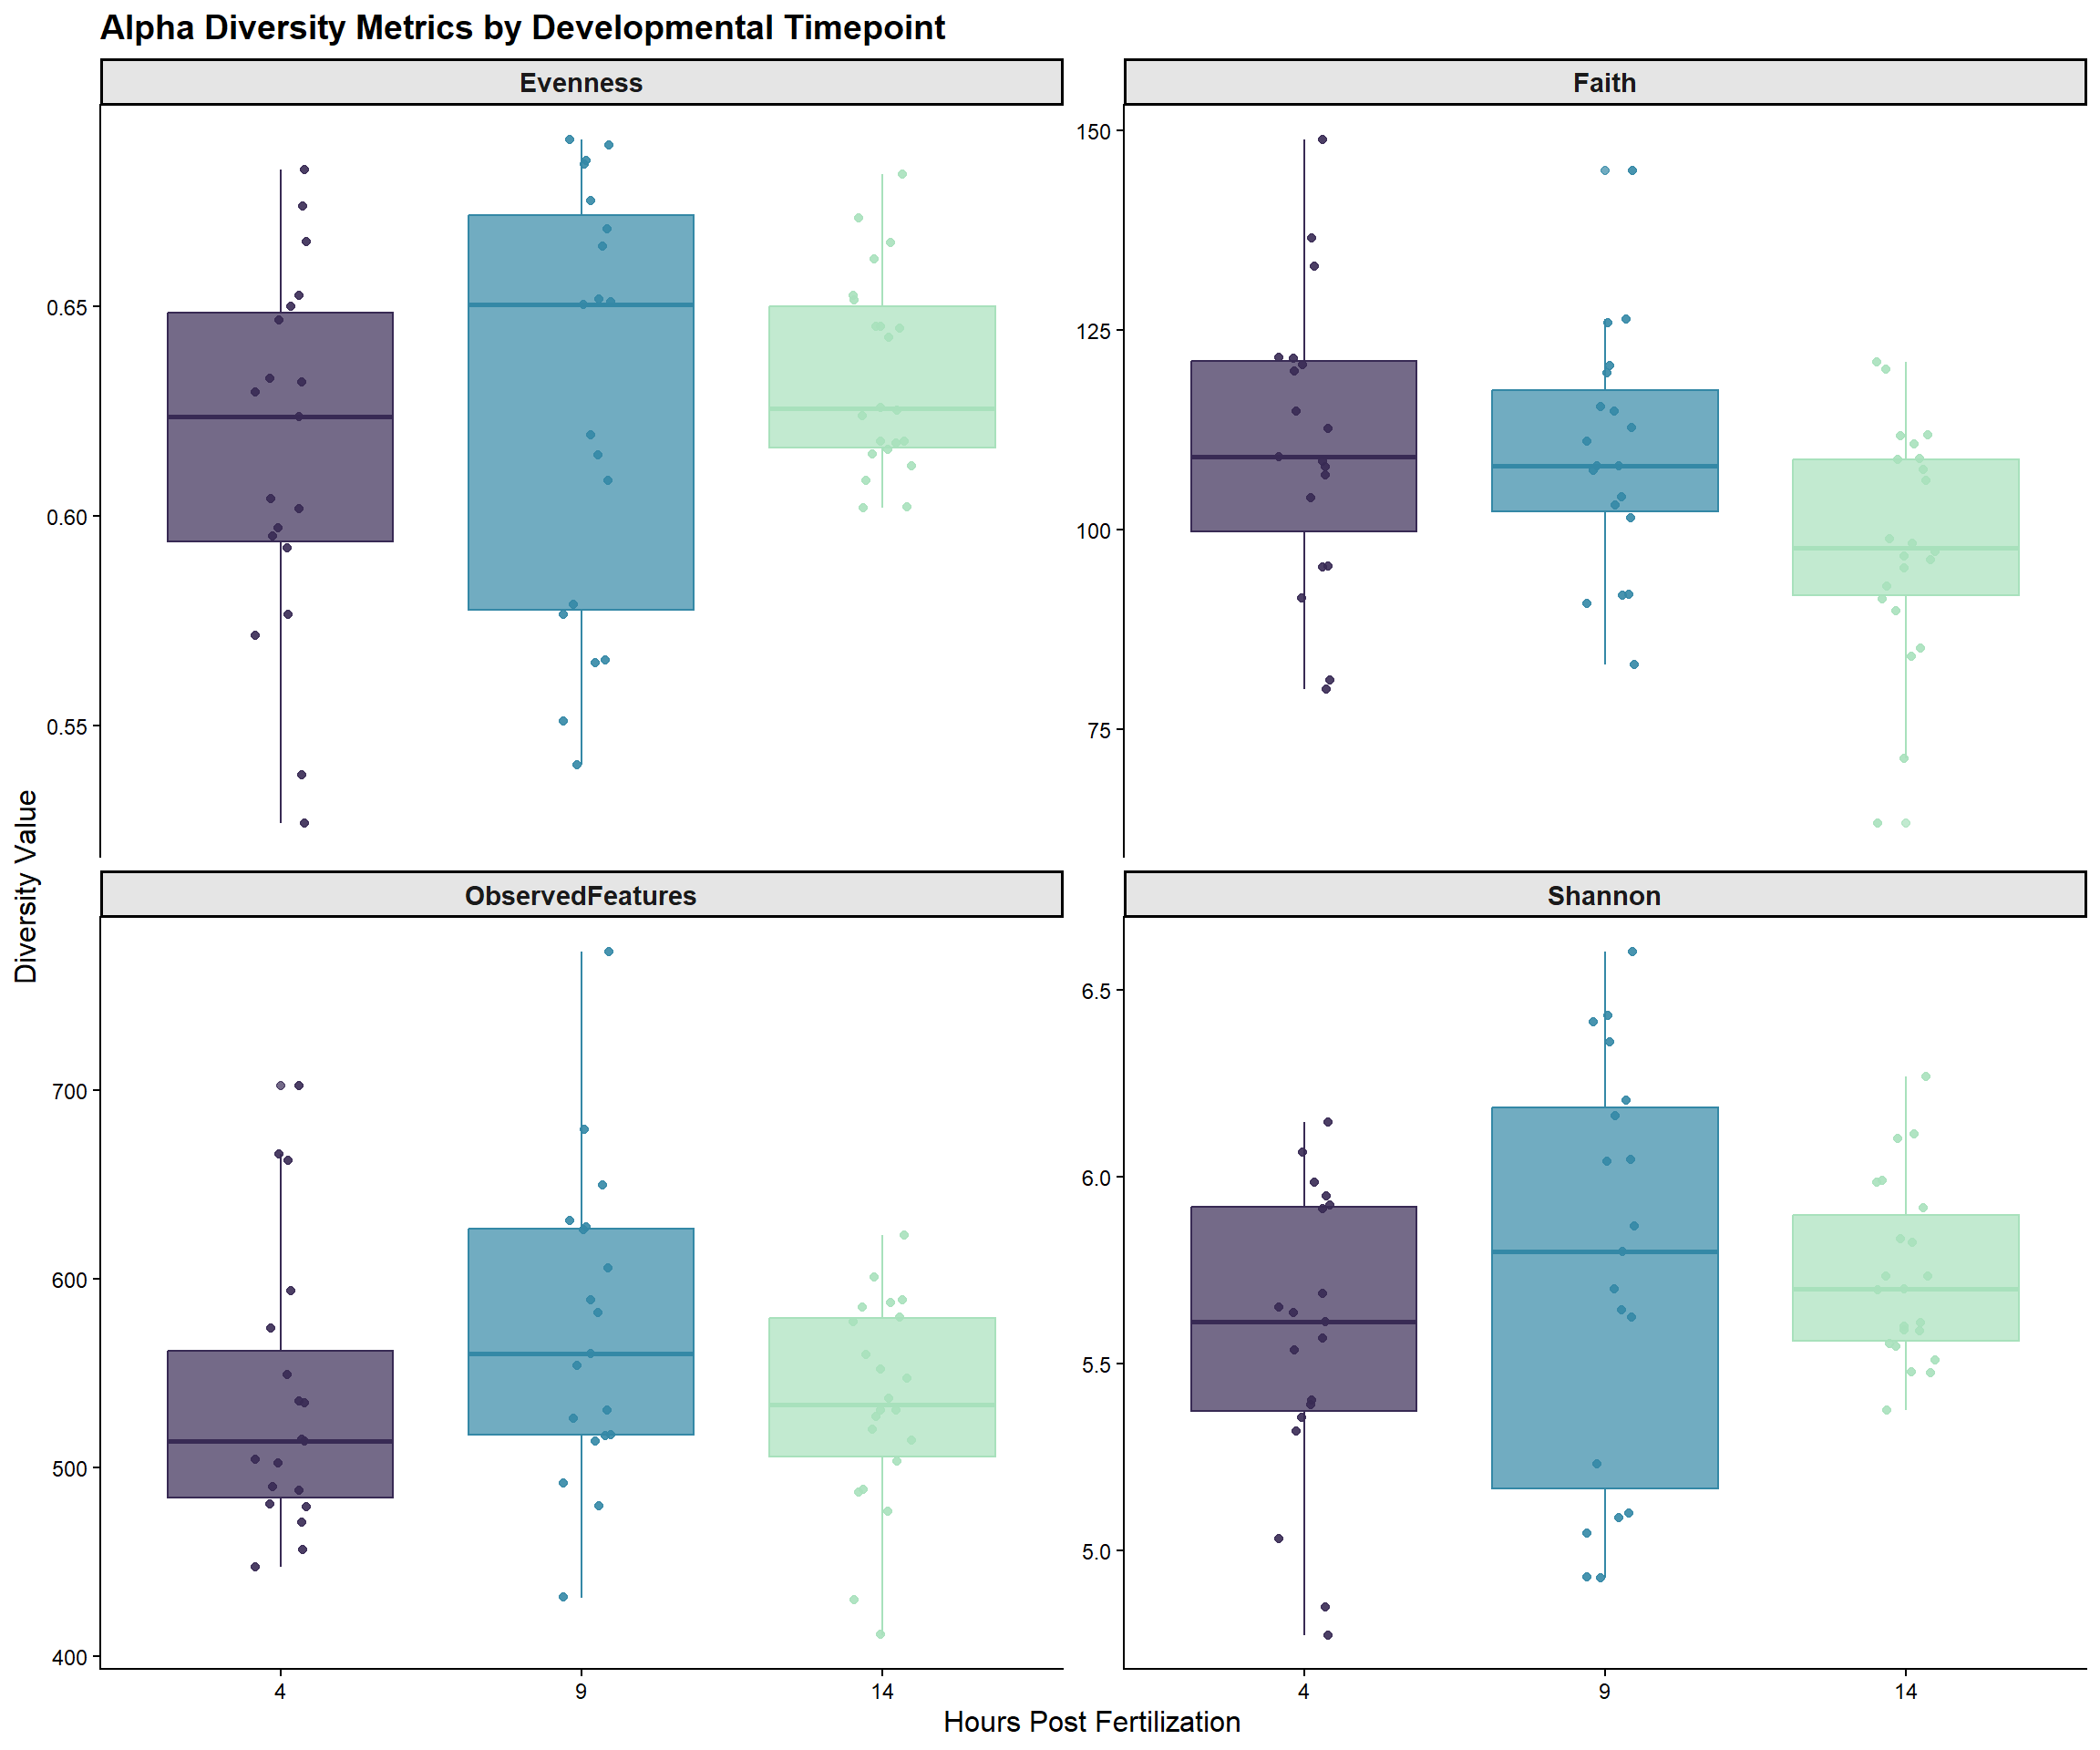 Alpha Diversity Metrics by Developmental Timepoint
Evenness
Faith
0.65
0.60
0.55
150
125
100
75
Diversity Value
ObservedFeatures
Shannon
700
600
500
400
6.5
6.0
5.5
5.0
4 9 14
4 9 14
Hours Post Fertilization